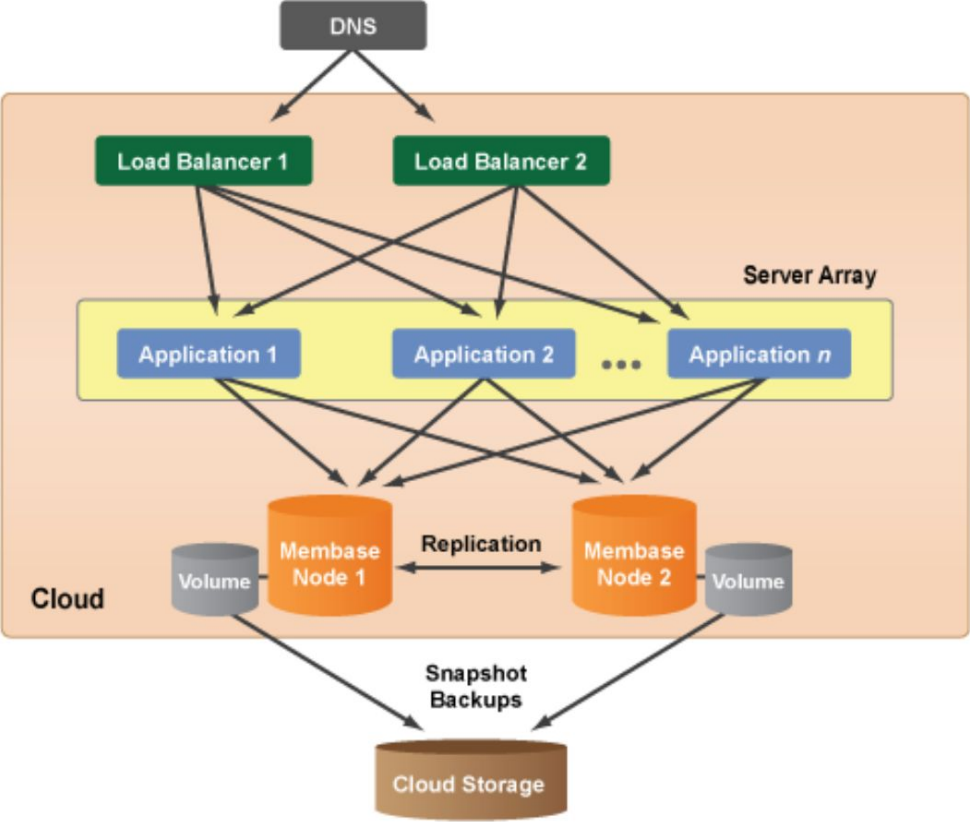 DNS
Load Balancer 1
Load Balancer 2
Server Array
Application 1
Application 2
...
Application n
Membase
Node 1
Replication
Membase
Node 2
Volume
Volume
Cloud
Snapshot
Backups
Cloud Storage